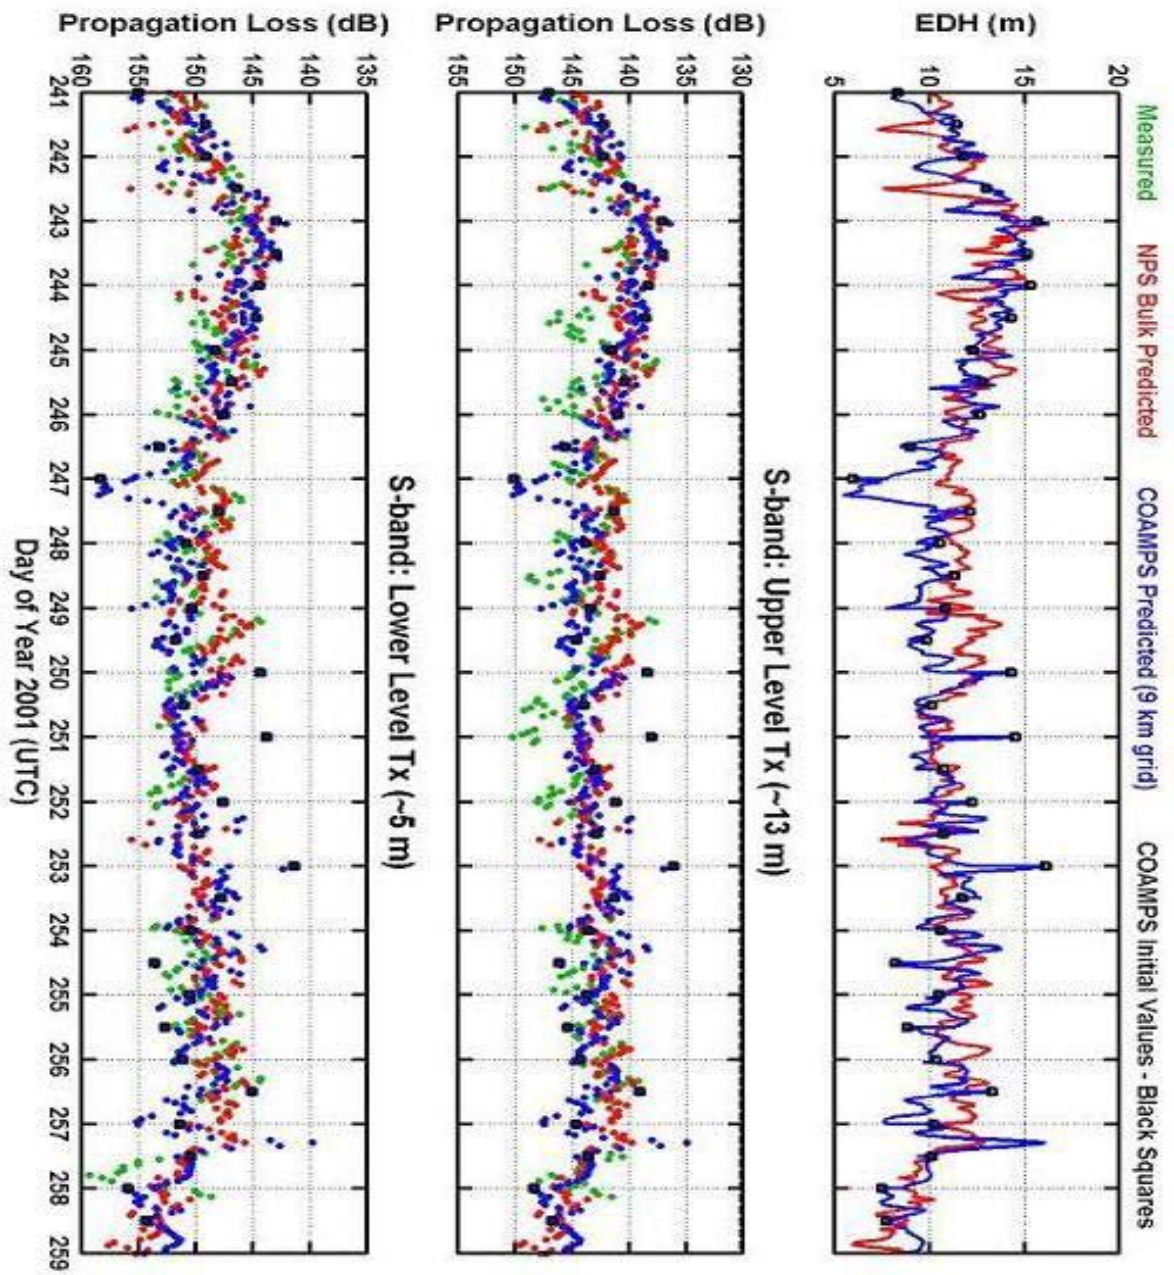 Measured NPS Bulk Predicted COAMPS Predicted (9 km grid) COAMPS Initial Values - Black Squares
EDH (m)
20
15
10
5
S-band: Upper Level Tx (~13 m)
Propagation Loss (dB)
130
135
140
145
150
155
S-band: Lower Level Tx (~5 m)
Propagation Loss (dB)
135
140
145
150
155
160
241 242 243 244 245 246 247 248 249 250 251 252 253 254 255 256 257 258 259
Day of Year 2001 (UTC)